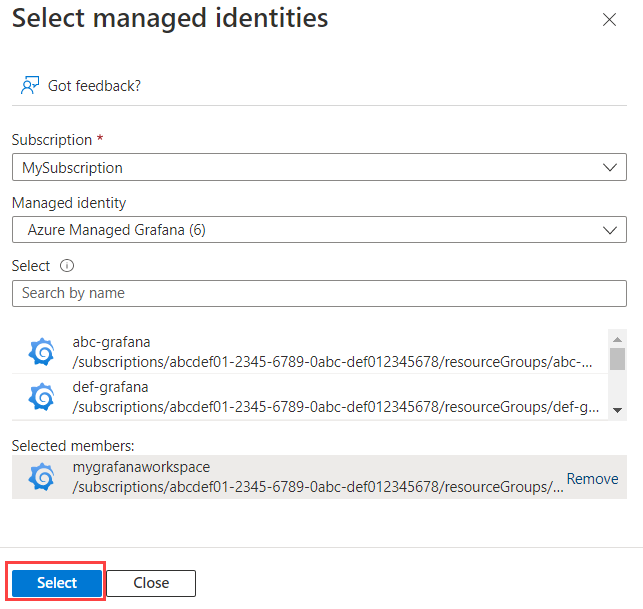 Select managed identities
Got feedback?
Subscription *
MySubscription
Managed identity
Azure Managed Grafana (6)
Select
Search by name
abc-grafana
/subscriptions/abcdef01-2345-6789-0abc-def012345678/resourceGroups/abc-...
def-grafana
/subscriptions/abcdef01-2345-6789-0abc-def012345678/resourceGroups/def-g...
Selected members:
mygrafanaworkspace
/subscriptions/abcdef01-2345-6789-0abc-def012345678/resourceGroups/...
Remove
Select
Close